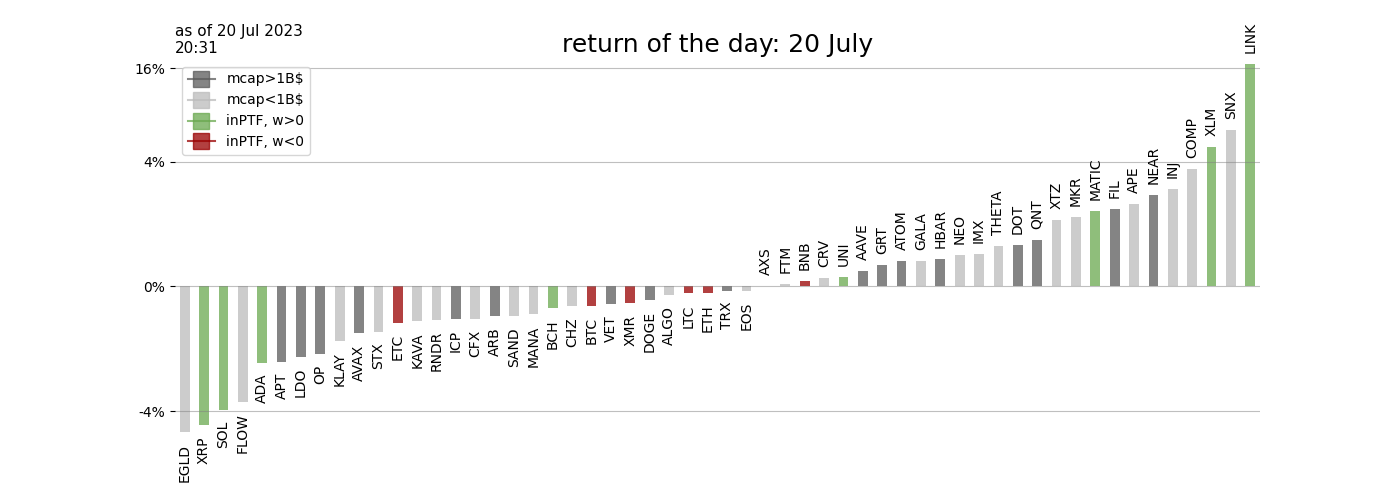 as of 20 Jul 2023
20:31
return of the day: 20 July
mcap>1B$
mcap<1B$
inPTF, w>0
inPTF, w<0
16%
4%
0%
-4%
EGLD
XRP
SOL
FLOW
ADA
APT
LDO
OP
KLAY
AVAX
STX
ETC
KAVA
RNDR
ICP
CFX
ARB
SAND
MANA
BCH
CHZ
BTC
VET
XMR
DOGE
ALGO
LTC
ETH
TRX
EOS
AXS
FTM
BNB
CRV
UNI
AAVE
GRT
ATOM
GALA
HBAR
NEO
IMX
THETA
DOT
QNT
XTZ
MKR
MATIC
FIL
APE
NEAR
INJ
COMP
XLM
SNX
LINK